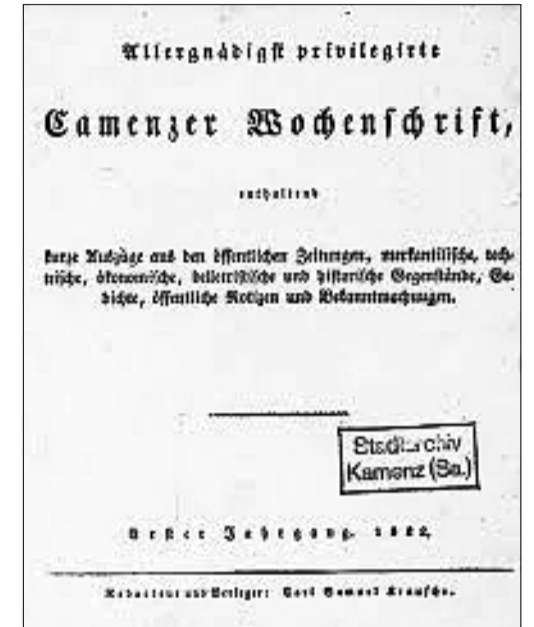 Allergnädigst privilegirte
Camenzer Wochenſchrift,
enthaltend
kurze Auszüge aus den öffentlichen Zeitungen, merkantilische, tech-
nische, ökonomische, belletristische und historische Gegenstände, Ge-
dichte, öffentliche Notizen und Bekanntmachungen.
Stadtarchiv
Kamenz (Sa.)
Erster Jahrgang.
Redacteur und Verleger: Carl Samuel Krausche.